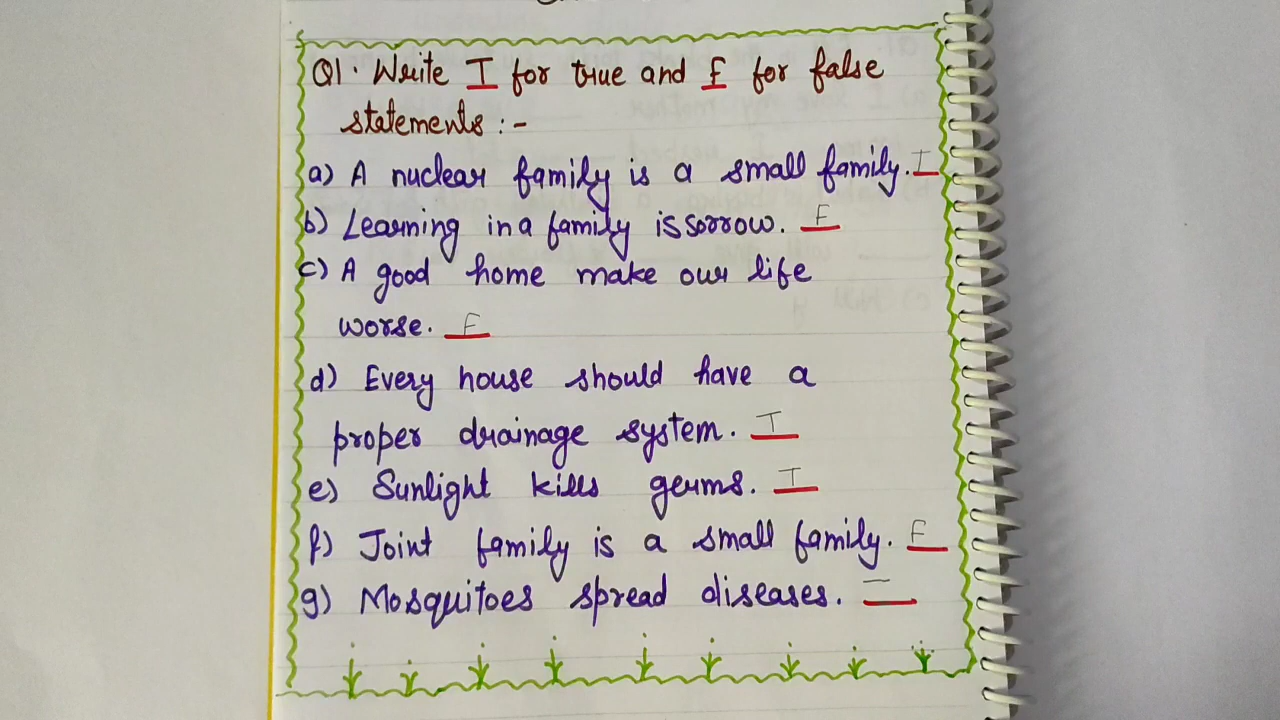 Q1. Write T for true and F for false
statements :-
a) A nuclear family is a small family. T
b) Learning in a family is sorrow. F
c) A good home make our life
worse. F
d) Every house should have a
proper drainage system. T
e) Sunlight kills germs. T
f) Joint family is a small family. F
g) Mosquitoes spread diseases. __